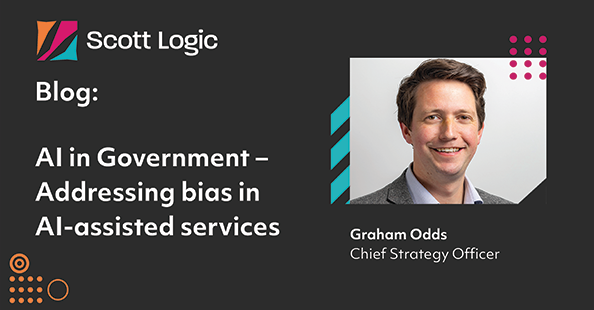 Scott Logic
Blog:
AI in Government –
Addressing bias in
AI-assisted services
Graham Odds
Chief Strategy Officer